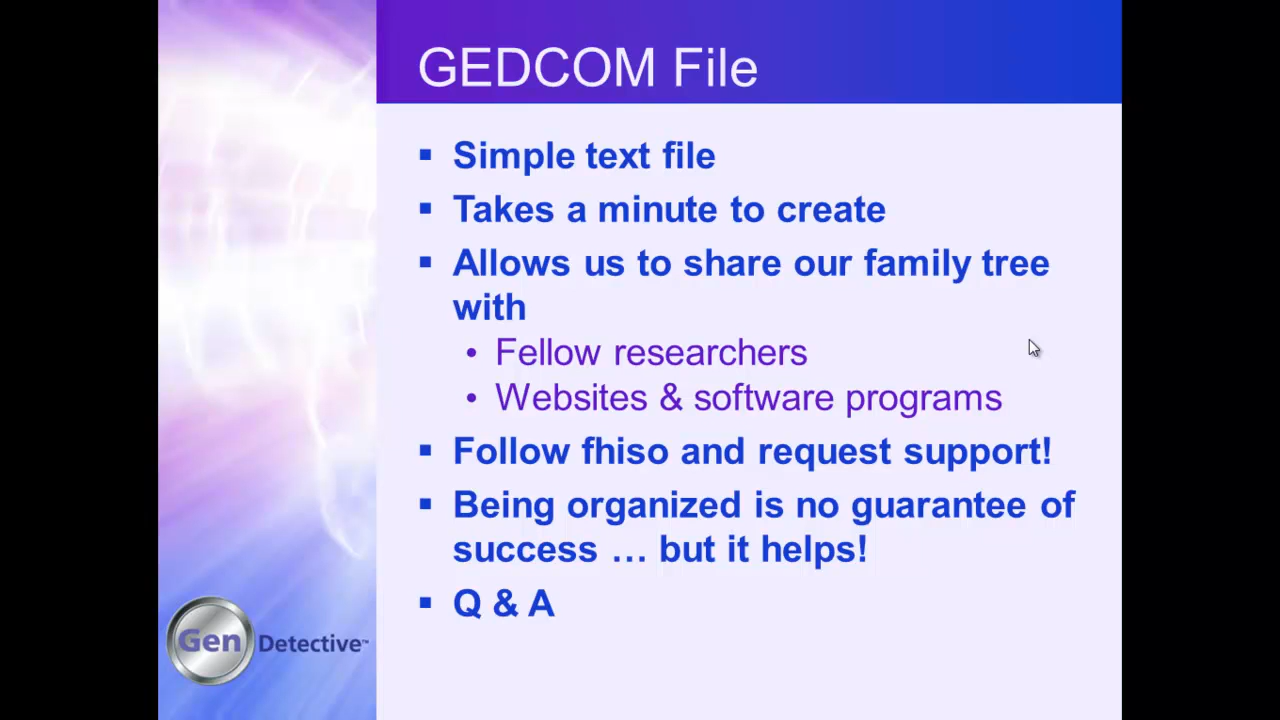 GEDCOM File
▪ Simple text file
▪ Takes a minute to create
▪ Allows us to share our family tree
with
• Fellow researchers
• Websites & software programs
▪ Follow fhiso and request support!
▪ Being organized is no guarantee of
success … but it helps!
▪ Q & A
Gen Detective™